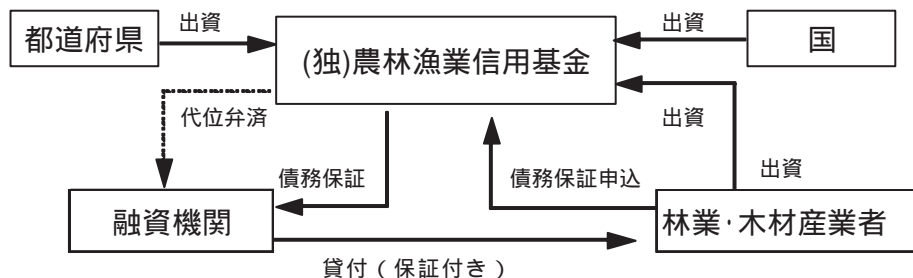 出資
出資
都道府県
国
(独)農林漁業信用基金
代位弁済
出資
債務保証
債務保証申込
出資
融資機関
林業・木材産業者
貸付(保証付き)